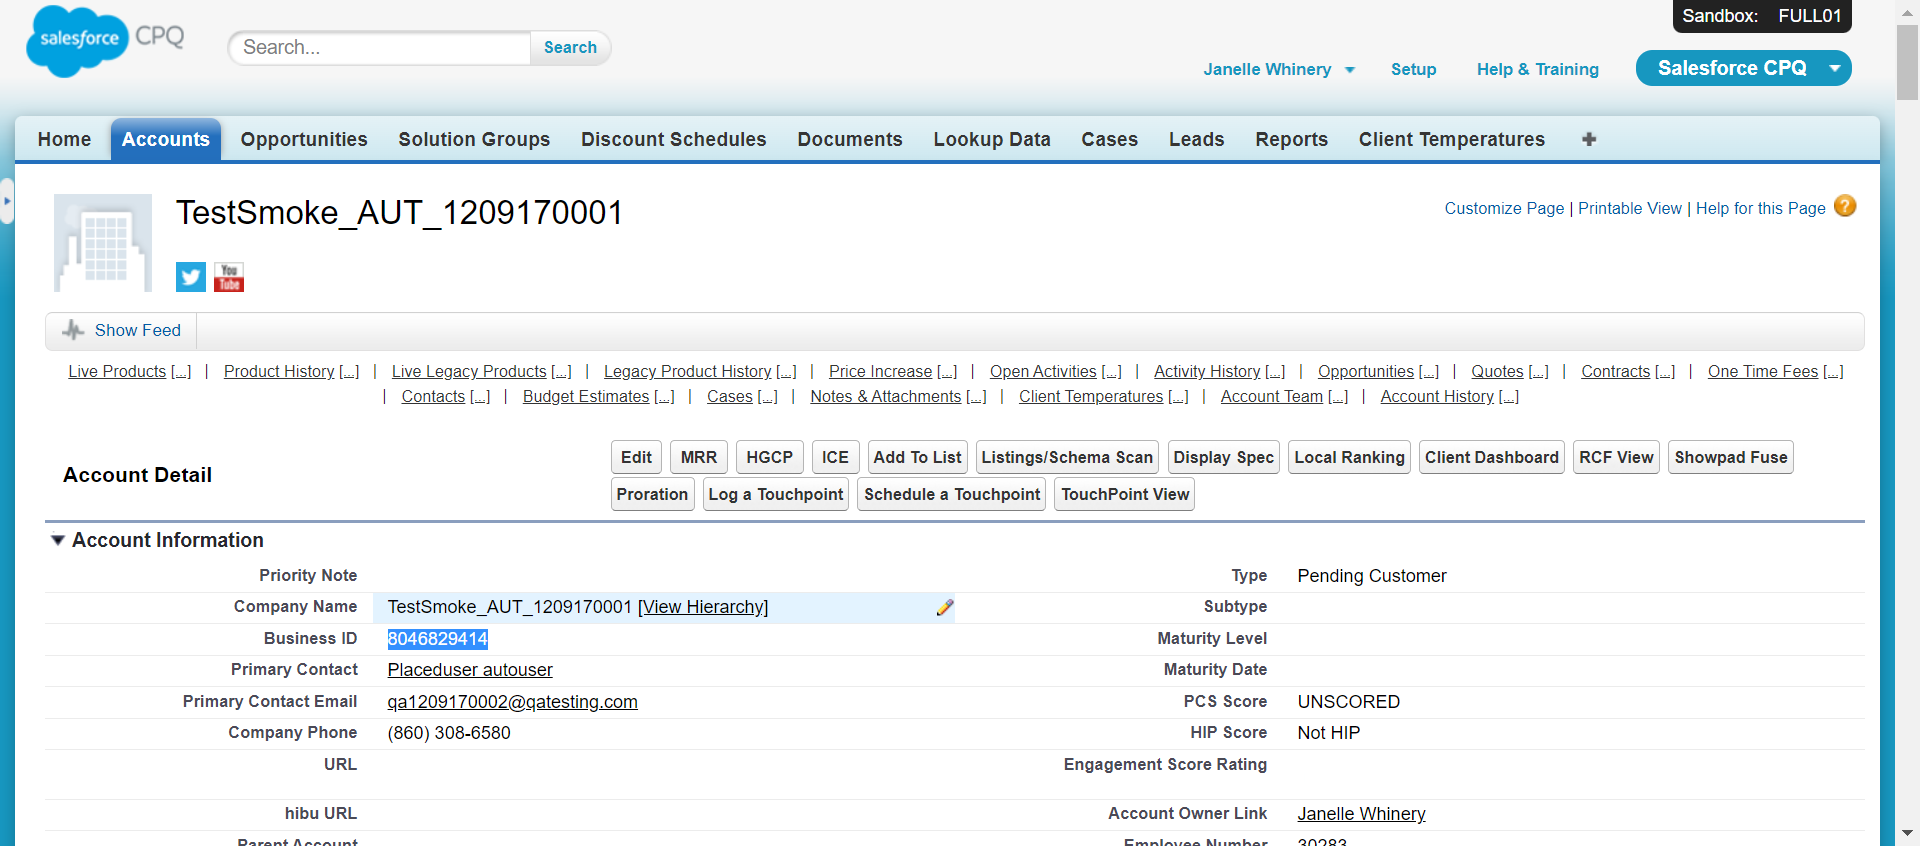 Sandbox: FULL01
salesforce CPQ
Search...
Search
Janelle Whinery
Setup
Help & Training
Salesforce CPQ
Home
Accounts
Opportunities
Solution Groups
Discount Schedules
Documents
Lookup Data
Cases
Leads
Reports
Client Temperatures
TestSmoke_AUT_1209170001
Customize Page | Printable View | Help for this Page ?
You Tube
Show Feed
Live Products [...] | Product History [...] | Live Legacy Products [...] | Legacy Product History [...] | Price Increase [...] | Open Activities [...] | Activity History [...] | Opportunities [...] | Quotes [...] | Contracts [...] | One Time Fees [...]
| Contacts [...] | Budget Estimates [...] | Cases [...] | Notes & Attachments [...] | Client Temperatures [...] | Account Team [...] | Account History [...]
Account Detail
Edit
MRR
HGCP
ICE
Add To List
Listings/Schema Scan
Display Spec
Local Ranking
Client Dashboard
RCF View
Showpad Fuse
Proration
Log a Touchpoint
Schedule a Touchpoint
TouchPoint View
Account Information
Priority Note
Type Pending Customer
Company Name TestSmoke_AUT_1209170001 [View Hierarchy]
Subtype
Business ID 8046829414
Maturity Level
Primary Contact Placeduser autouser
Maturity Date
Primary Contact Email qa1209170002@qatesting.com
PCS Score UNSCORED
Company Phone (860) 308-6580
HIP Score Not HIP
URL
Engagement Score Rating
hibu URL
Account Owner Link Janelle Whinery
Parent Account
Employee Number 30283